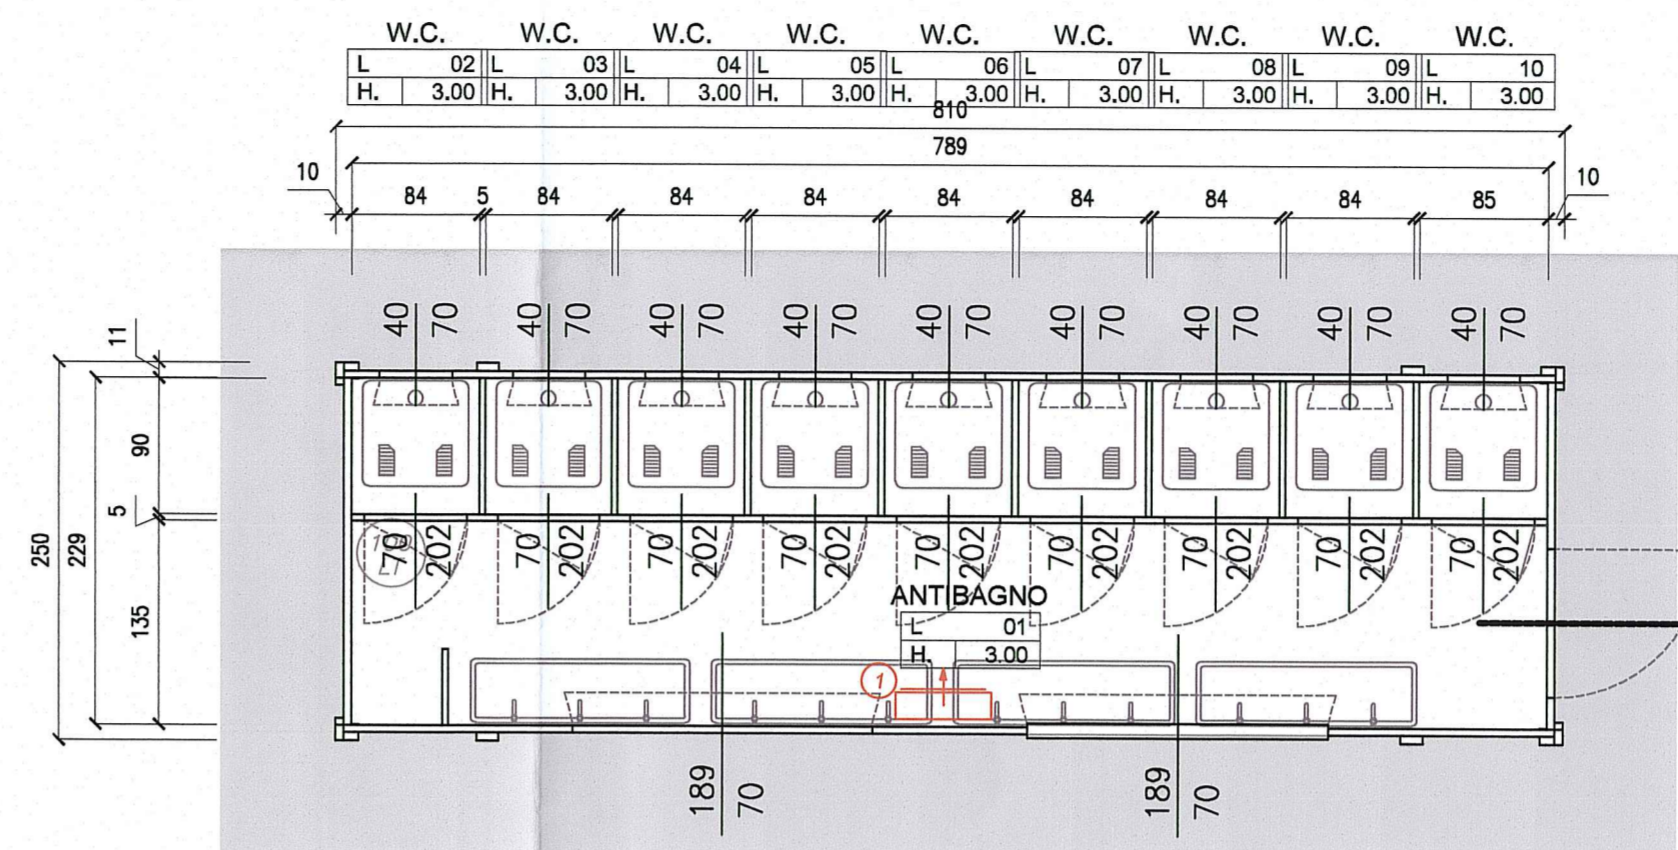 W.C. W.C. W.C. W.C. W.C. W.C. W.C. W.C. W.C.
L 02 L 03 L 04 L 05 L 06 L 07 L 08 L 09 L 10
H. 3.00 H. 3.00 H. 3.00 H. 3.00 H. 3.00 H. 3.00 H. 3.00 H. 3.00 H. 3.00
810
789
10 84 5 84 84 84 84 84 84 84 85 10
40 70 40 70 40 70 40 70 40 70 40 70 40 70 40 70 40 70
11
90
5
135
250
229
70 202 70 202 70 202 70 202 70 202 70 202 70 202 70 202 70 202
ANTIBAGNO
L 01
H. 3.00
1
189 70 189 70